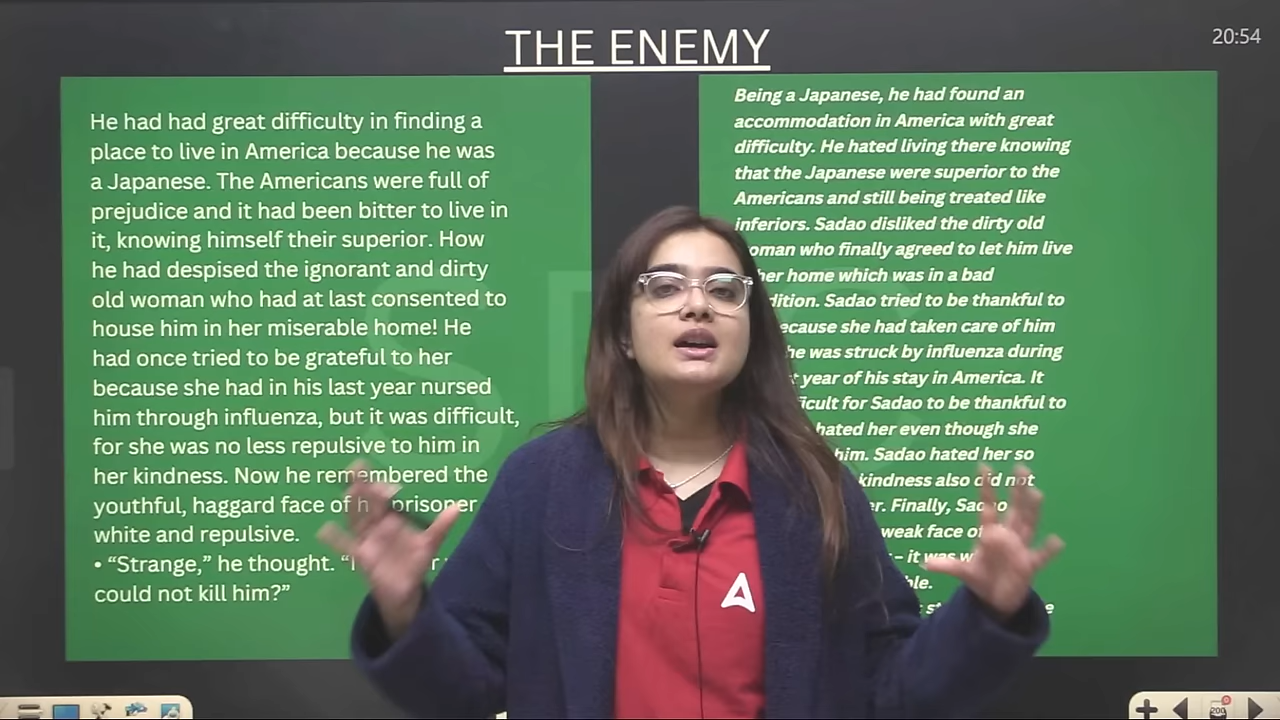 THE ENEMY
20:54
He had had great difficulty in finding a
place to live in America because he was
a Japanese. The Americans were full of
prejudice and it had been bitter to live in
it, knowing himself their superior. How
he had despised the ignorant and dirty
old woman who had at last consented to
house him in her miserable home! He
had once tried to be grateful to her
because she had in his last year nursed
him through influenza, but it was difficult,
for she was no less repulsive to him in
her kindness. Now he remembered the
youthful, haggard face of his prisoner
white and repulsive.
• “Strange,” he thought. “I
could not kill him?”
Being a Japanese, he had found an
accommodation in America with great
difficulty. He hated living there knowing
that the Japanese were superior to the
Americans and still being treated like
inferiors. Sadao disliked the dirty old
woman who finally agreed to let him live
her home which was in a bad
Sadao tried to be thankful to
because she had taken care of him
he was struck by influenza during
year of his stay in America. It
for Sadao to be thankful to
hated her even though she
him. Sadao hated her so
kindness also did not
Finally, Sadao
weak face of
– it was
200